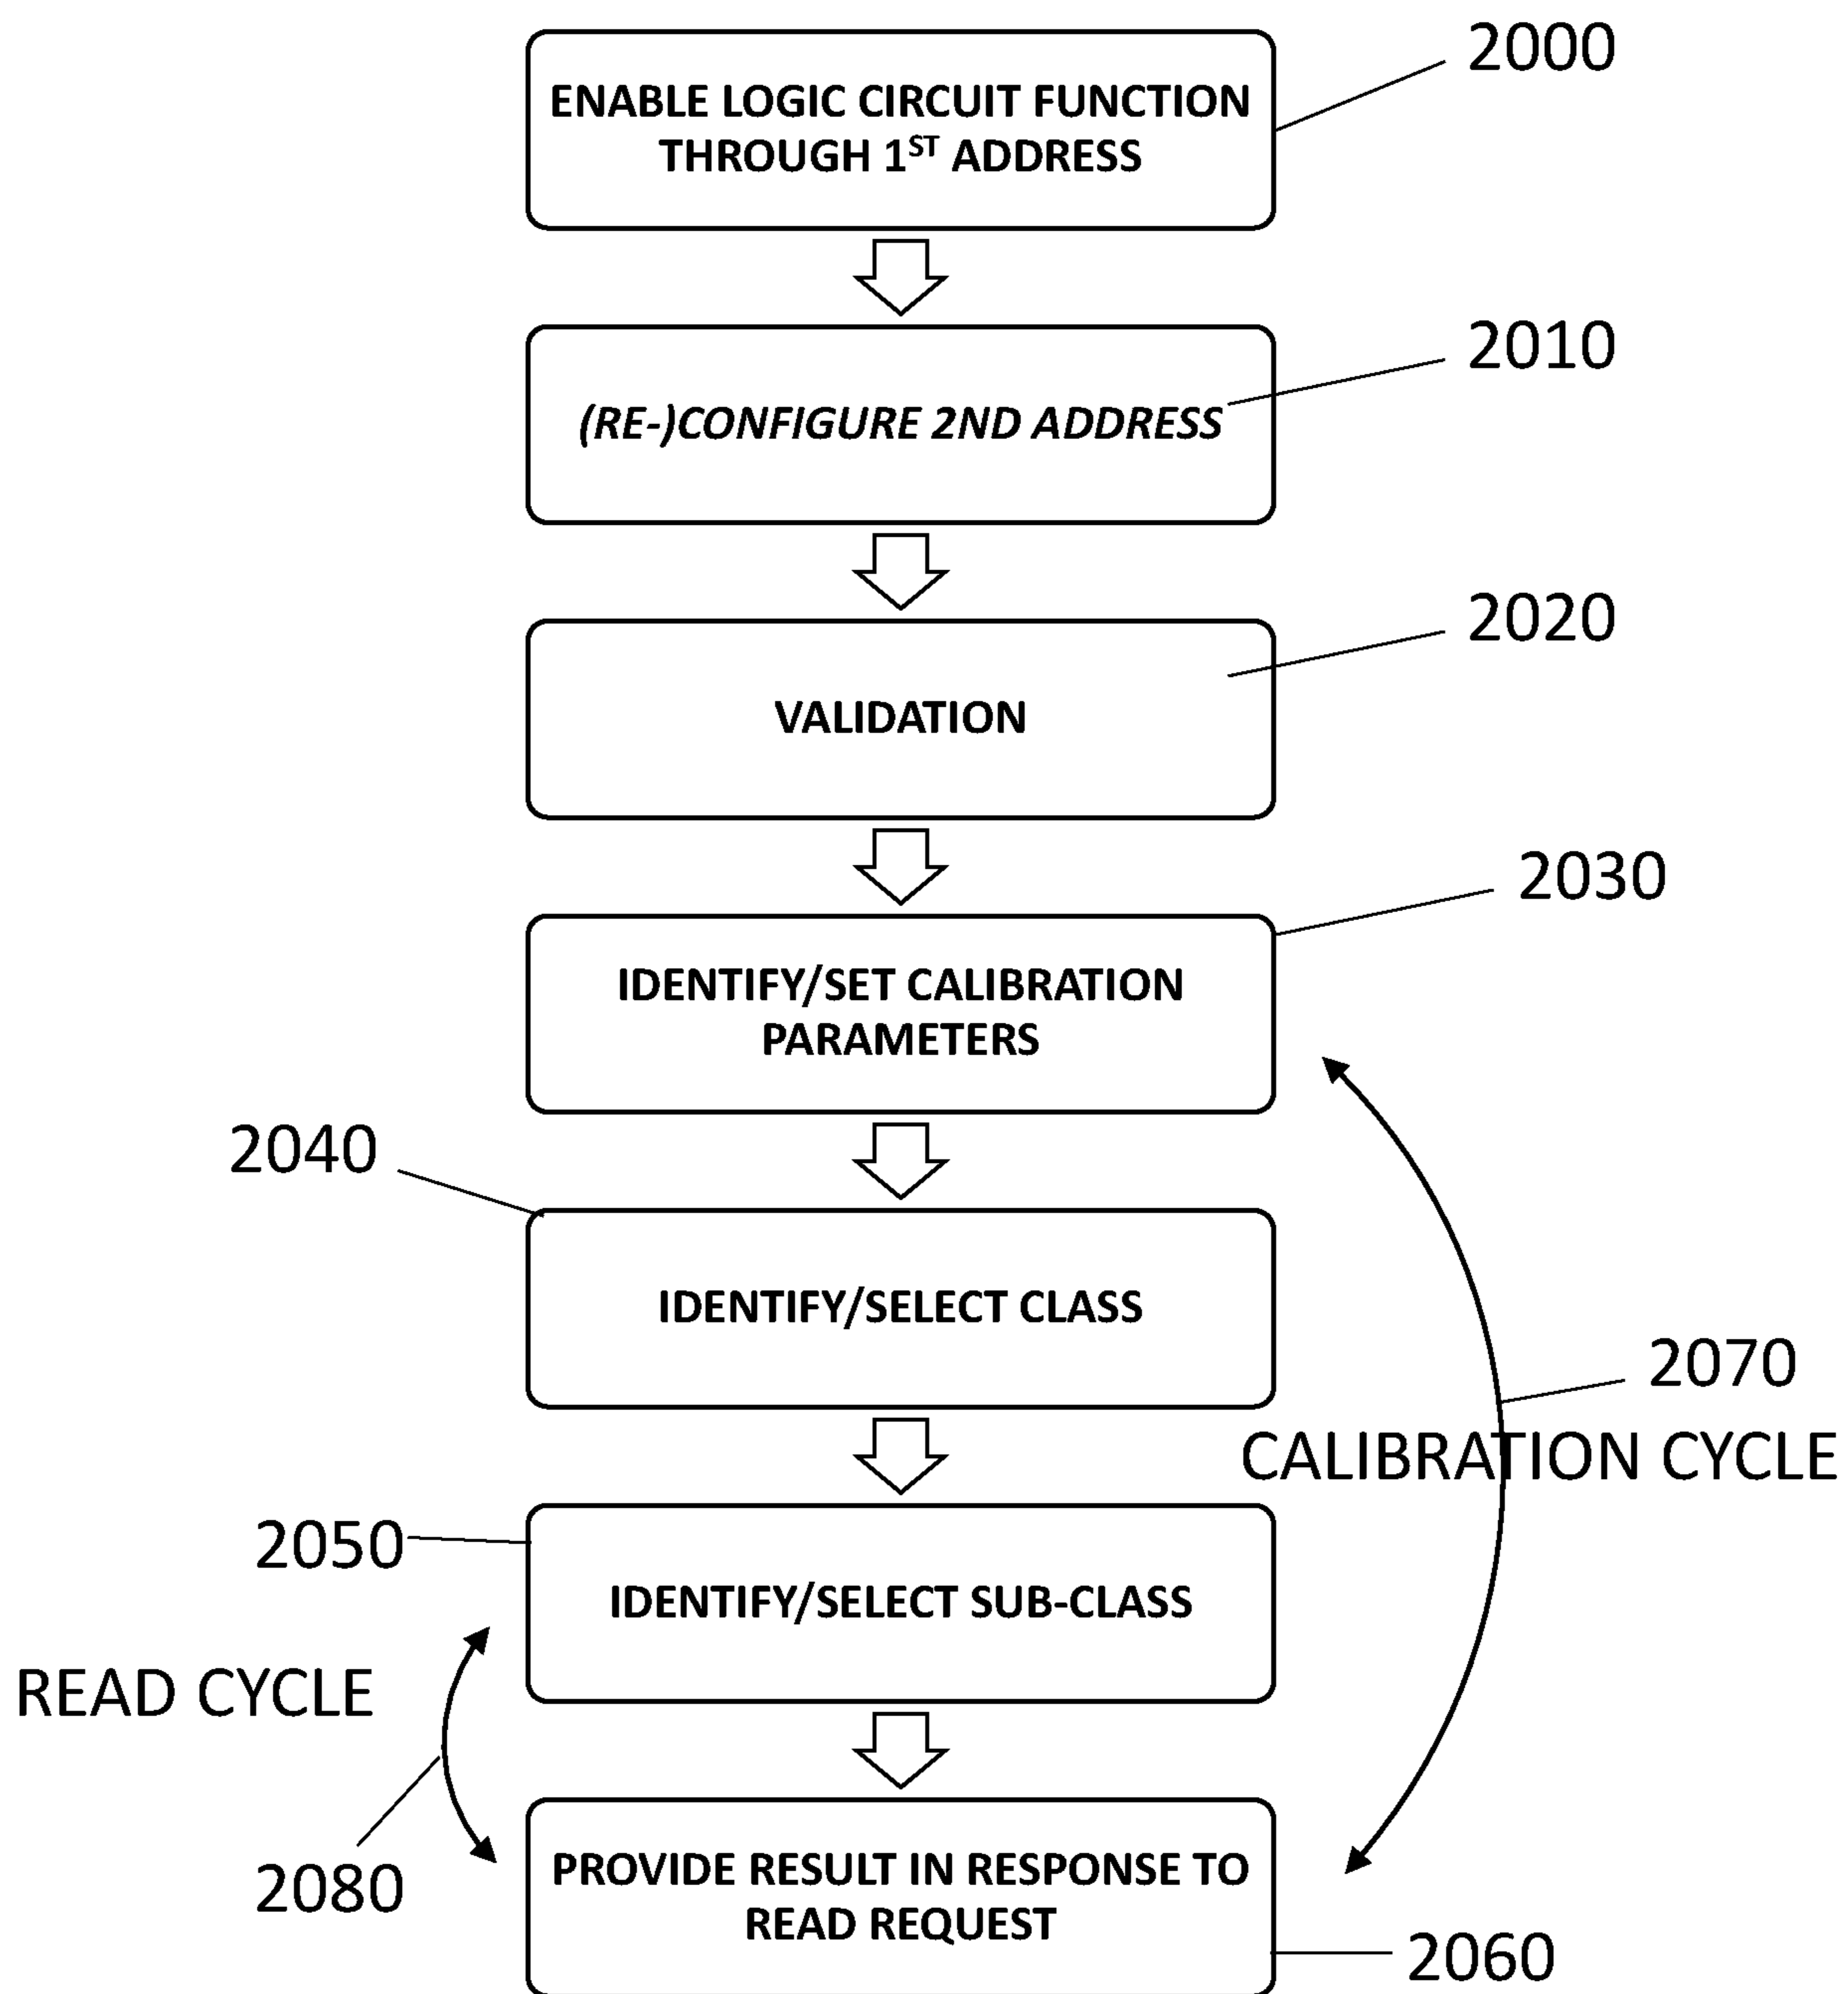 2000
ENABLE LOGIC CIRCUIT FUNCTION
THROUGH 1ST ADDRESS
2010
(RE-)CONFIGURE 2ND ADDRESS
2020
VALIDATION
2030
IDENTIFY/SET CALIBRATION
PARAMETERS
2040
IDENTIFY/SELECT CLASS
2070
CALIBRATION CYCLE
2050
IDENTIFY/SELECT SUB-CLASS
READ CYCLE
2080
PROVIDE RESULT IN RESPONSE TO
READ REQUEST
2060